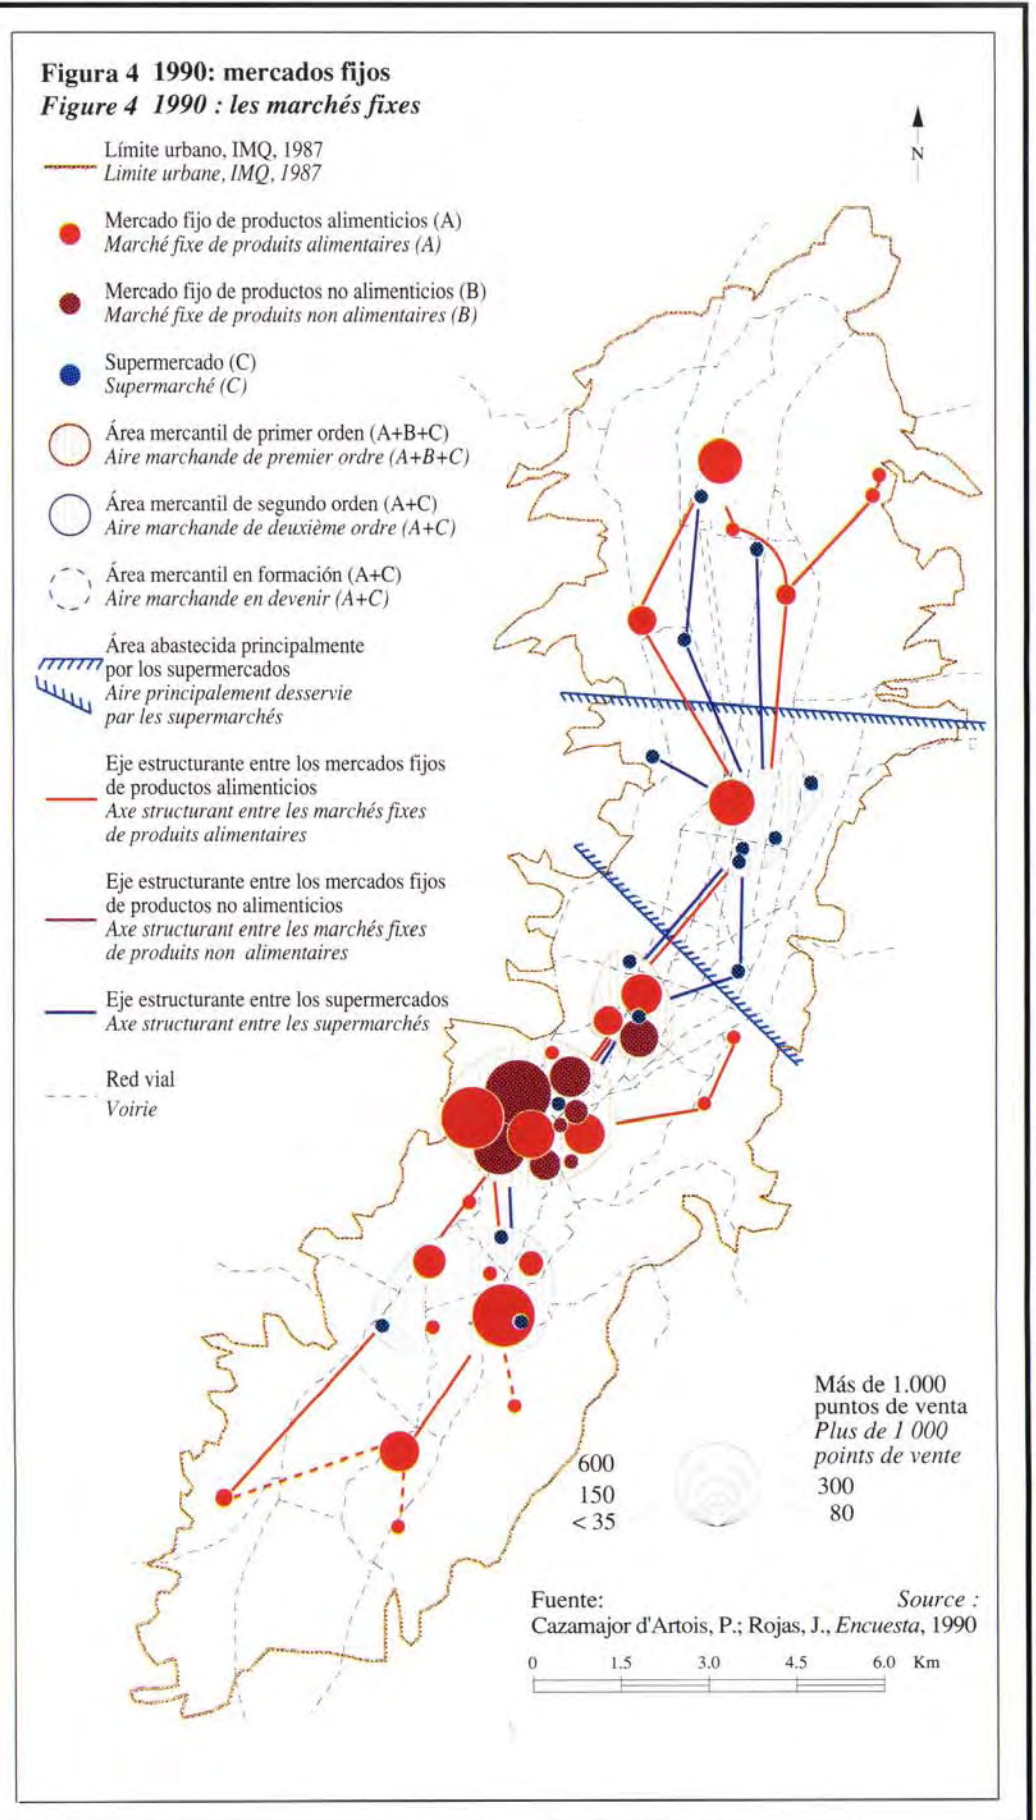 Figura 4 1990: mercados fijos
Figure 4 1990 : les marchés fixes
N
Límite urbano, IMQ, 1987
Limite urbane, IMQ, 1987
Mercado fijo de productos alimenticios (A)
Marché fixe de produits alimentaires (A)
Mercado fijo de productos no alimenticios (B)
Marché fixe de produits non alimentaires (B)
Supermercado (C)
Supermarché (C)
Área mercantil de primer orden (A+B+C)
Aire marchande de premier ordre (A+B+C)
Área mercantil de segundo orden (A+C)
Aire marchande de deuxième ordre (A+C)
Área mercantil en formación (A+C)
Aire marchande en devenir (A+C)
Área abastecida principalmente
por los supermercados
Aire principalement desservie
par les supermarchés
Eje estructurante entre los mercados fijos
de productos alimenticios
Axe structurant entre les marchés fixes
de produits alimentaires
Eje estructurante entre los mercados fijos
de productos no alimenticios
Axe structurant entre les marchés fixes
de produits non alimentaires
Eje estructurante entre los supermercados
Axe structurant entre les supermarchés
Red vial
Voirie
Más de 1.000
puntos de venta
Plus de 1 000
points de vente
600
300
150
80
< 35
Fuente: Source :
Cazamajor d'Artois, P.; Rojas, J., Encuesta, 1990
0 1.5 3.0 4.5 6.0 Km